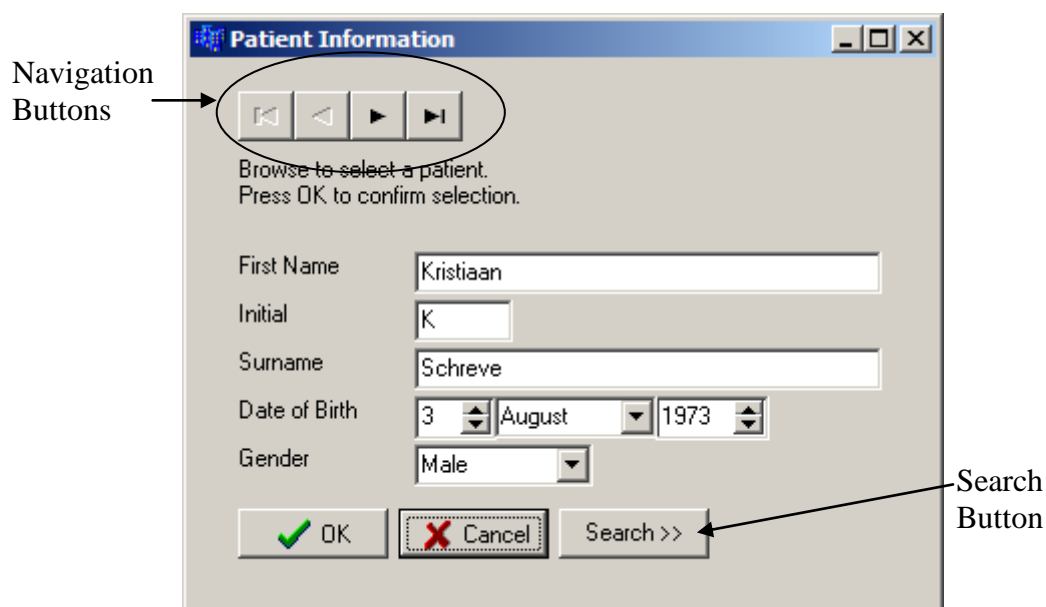 Patient Information
Navigation
Buttons
Browse to select a patient.
Press OK to confirm selection.
First Name
Kristiaan
Initial
K
Surname
Schreve
Date of Birth
3 August 1973
Gender
Male
OK Cancel Search >>
Search
Button